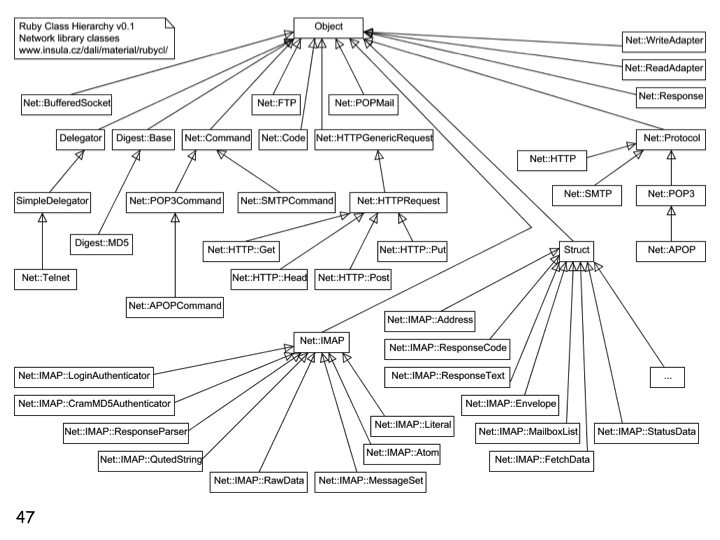 Ruby Class Hierarchy v0.1
Network library classes
www.insula.cz/dali/material/rubycl/
Object
Net::WriteAdapter
Net::ReadAdapter
Net::Response
Net::BufferedSocket
Net::FTP
Net::POPMail
Delegator
Digest::Base
Net::Command
Net::Code
Net::HTTPGenericRequest
Net::Protocol
Net::HTTP
Net::SMTP
Net::POP3
SimpleDelegator
Net::POP3Command
Net::SMTPCommand
Net::HTTPRequest
Digest::MD5
Net::HTTP::Get
Net::HTTP::Put
Struct
Net::APOP
Net::Telnet
Net::HTTP::Head
Net::HTTP::Post
Net::APOPCommand
Net::IMAP::Address
Net::IMAP
Net::IMAP::ResponseCode
Net::IMAP::LoginAuthenticator
Net::IMAP::ResponseText
...
Net::IMAP::CramMD5Authenticator
Net::IMAP::Envelope
Net::IMAP::Literal
Net::IMAP::ResponseParser
Net::IMAP::MailboxList
Net::IMAP::StatusData
Net::IMAP::Atom
Net::IMAP::QutedString
Net::IMAP::FetchData
Net::IMAP::RawData
Net::IMAP::MessageSet
47